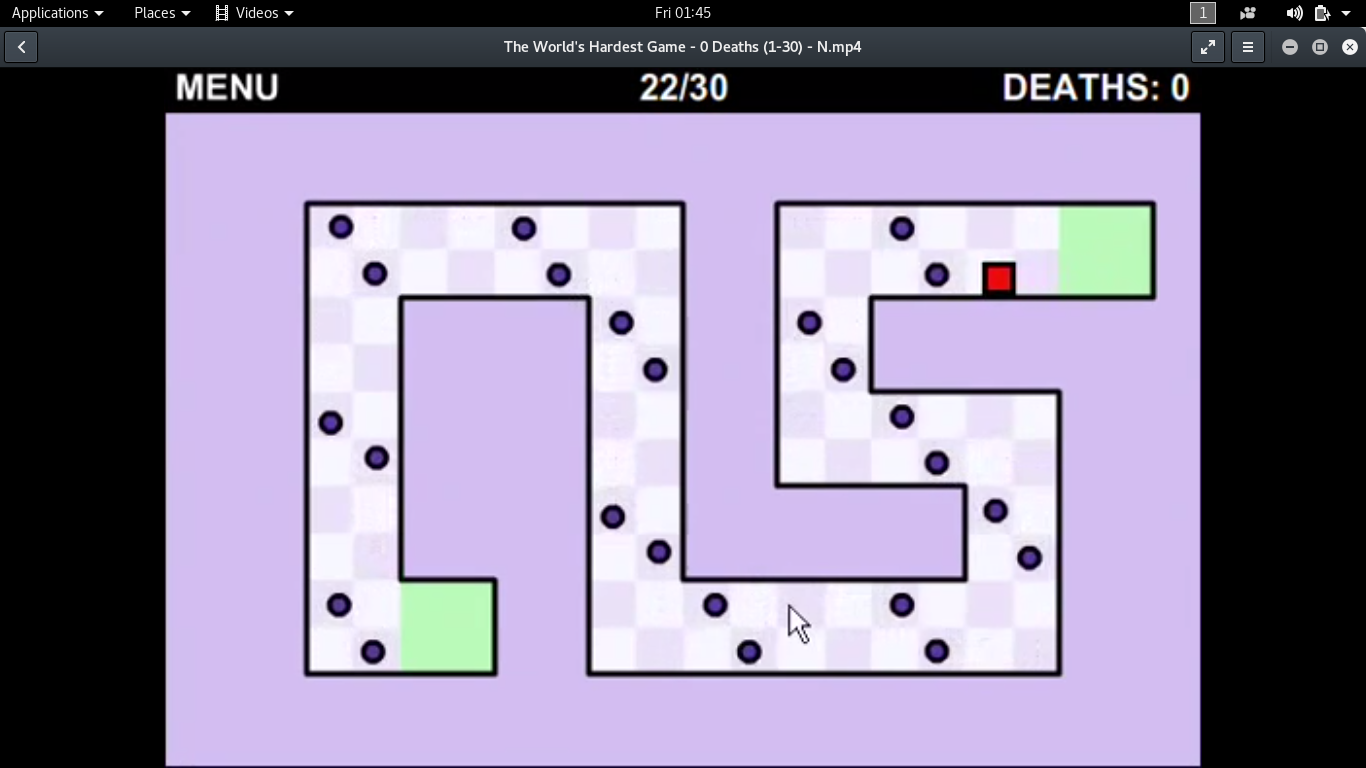 Applications Places Videos Fri 01:45 1
The World's Hardest Game - 0 Deaths (1-30) - N.mp4
MENU 22/30 DEATHS: 0